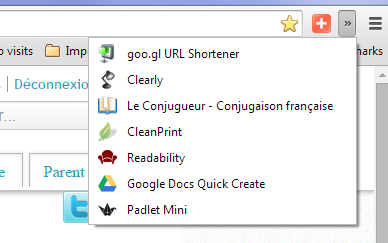 »
p visits Imp rmarks
goo.gl URL Shortener
Clearly
Déconnexio
Le Conjugueur - Conjugaison française
r...
CleanPrint
Readability
e Parent
Google Docs Quick Create
Padlet Mini